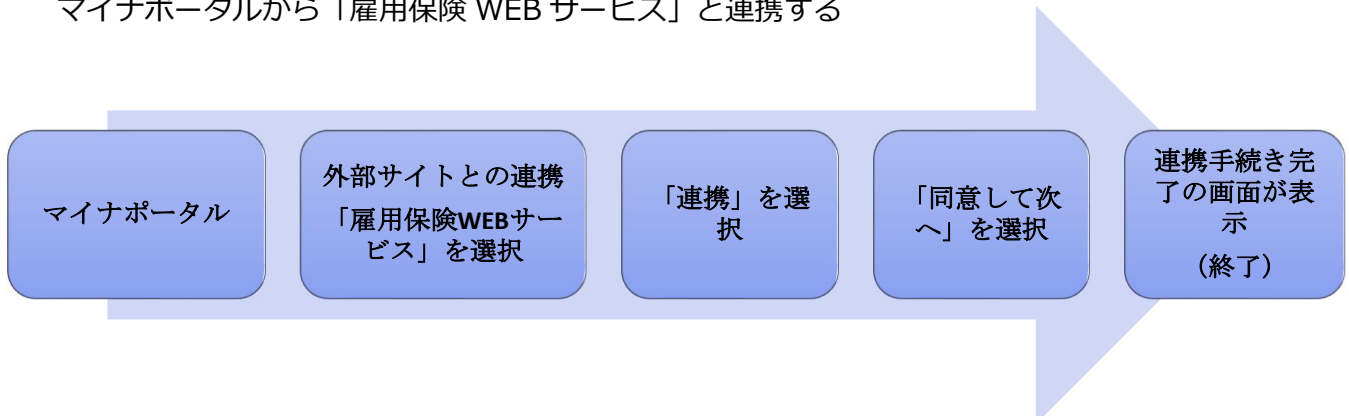 マイナポータルから「雇用保険 WEB サービス」と連携する
マイナポータル
外部サイトとの連携
「雇用保険WEBサー
ビス」を選択
「連携」を選
択
「同意して次
へ」を選択
連携手続き完
了の画面が表
示
（終了）